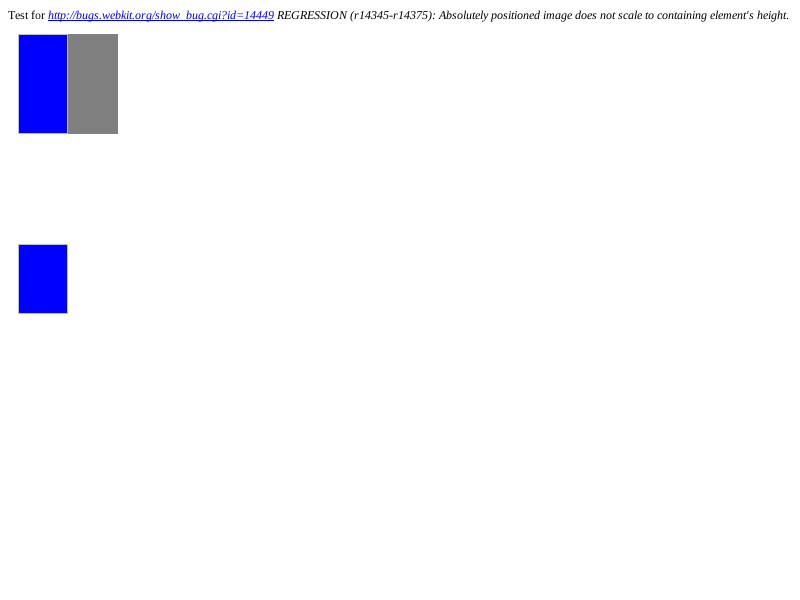 Test for http://bugs.webkit.org/show_bug.cgi?id=14449 REGRESSION (r14345-r14375): Absolutely positioned image does not scale to containing element's height.